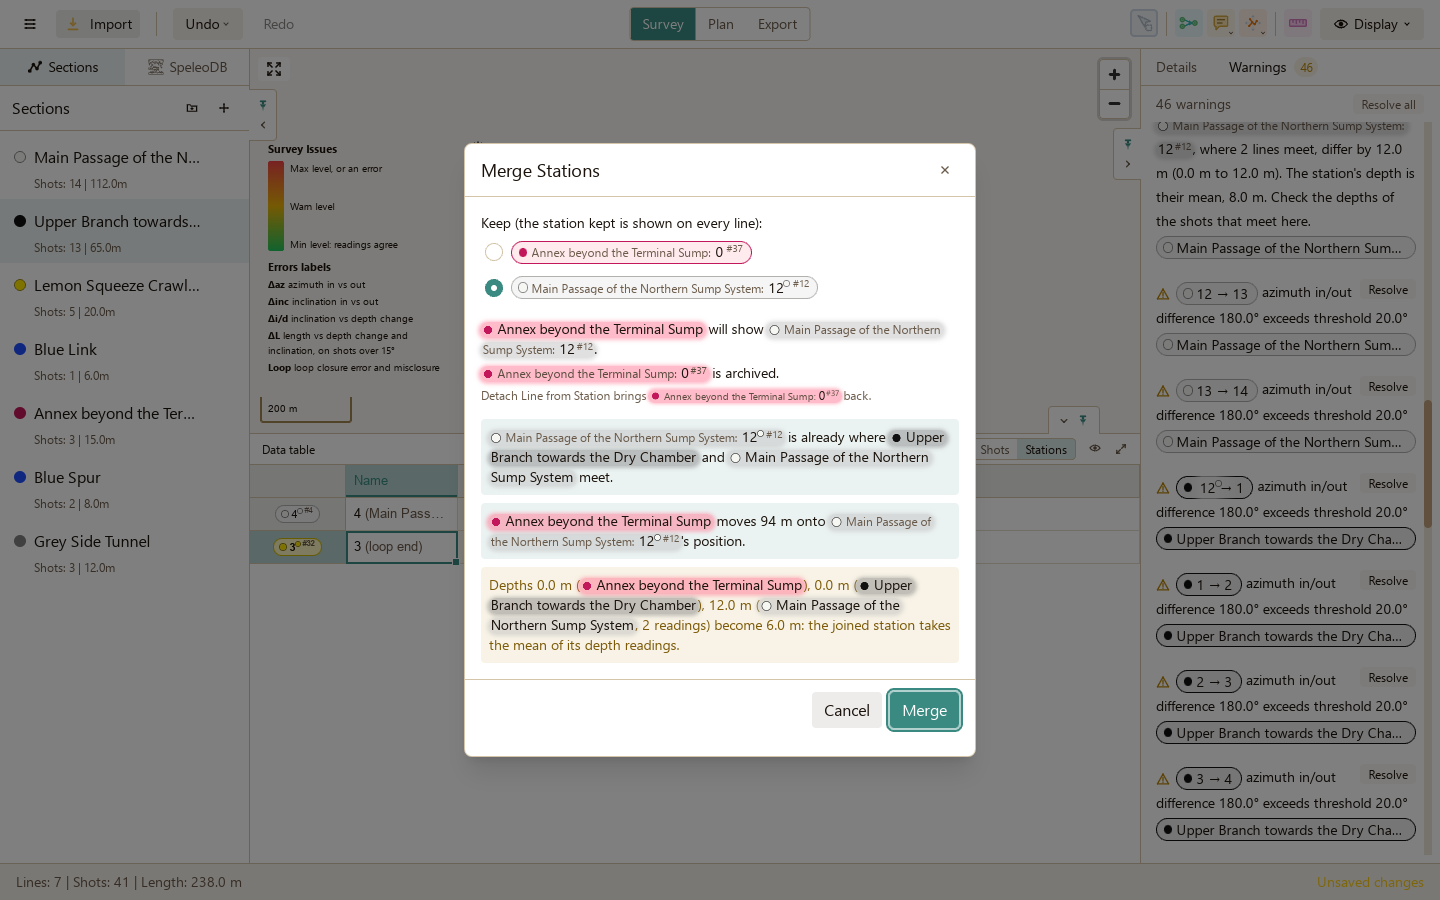 Import
Undo
Redo
Survey
Plan
Export
Display
Sections
SpeleoDB
Sections
Main Passage of the N...
Shots: 14 | 112.0m
Upper Branch towards...
Shots: 13 | 65.0m
Lemon Squeeze Crawl...
Shots: 5 | 20.0m
Blue Link
Shots: 1 | 6.0m
Annex beyond the Ter...
Shots: 3 | 15.0m
Blue Spur
Shots: 2 | 8.0m
Grey Side Tunnel
Shots: 3 | 12.0m
Survey Issues
Max level, or an error
Warn level
Min level: readings agree
Errors labels
Δaz azimuth in vs out
Δinc inclination in vs out
Δi/d inclination vs depth change
ΔL length vs depth change and
inclination, on shots over 15°
Loop loop closure error and misclosure
200 m
Data table
Shots
Stations
Name
4 #4
4 (Main Pass...
3 #32
3 (loop end)
Merge Stations
×
Keep (the station kept is shown on every line):
Annex beyond the Terminal Sump: 0 #37
Main Passage of the Northern Sump System: 12 #12
Annex beyond the Terminal Sump will show Main Passage of the Northern
Sump System: 12 #12.
Annex beyond the Terminal Sump: 0 #37 is archived.
Detach Line from Station brings Annex beyond the Terminal Sump: 0 #37 back.
Main Passage of the Northern Sump System: 12 #12 is already where Upper
Branch towards the Dry Chamber and Main Passage of the Northern
Sump System meet.
Annex beyond the Terminal Sump moves 94 m onto Main Passage of
the Northern Sump System: 12 #12's position.
Depths 0.0 m (Annex beyond the Terminal Sump), 0.0 m (Upper
Branch towards the Dry Chamber), 12.0 m (Main Passage of the
Northern Sump System, 2 readings) become 6.0 m: the joined station takes
the mean of its depth readings.
Cancel
Merge
Details
Warnings 46
46 warnings
Resolve all
Main Passage of the Northern Sump System:
12 #12, where 2 lines meet, differ by 12.0
m (0.0 m to 12.0 m). The station's depth is
their mean, 8.0 m. Check the depths of
the shots that meet here.
Main Passage of the Northern Sum...
12 → 13 azimuth in/out
Resolve
difference 180.0° exceeds threshold 20.0°
Main Passage of the Northern Sum...
13 → 14 azimuth in/out
Resolve
difference 180.0° exceeds threshold 20.0°
Main Passage of the Northern Sum...
12 → 1 azimuth in/out
Resolve
difference 180.0° exceeds threshold 20.0°
Upper Branch towards the Dry Cha...
1 → 2 azimuth in/out
Resolve
difference 180.0° exceeds threshold 20.0°
Upper Branch towards the Dry Cha...
2 → 3 azimuth in/out
Resolve
difference 180.0° exceeds threshold 20.0°
Upper Branch towards the Dry Cha...
3 → 4 azimuth in/out
Resolve
difference 180.0° exceeds threshold 20.0°
Upper Branch towards the Dry Cha...
Lines: 7 | Shots: 41 | Length: 238.0 m
Unsaved changes